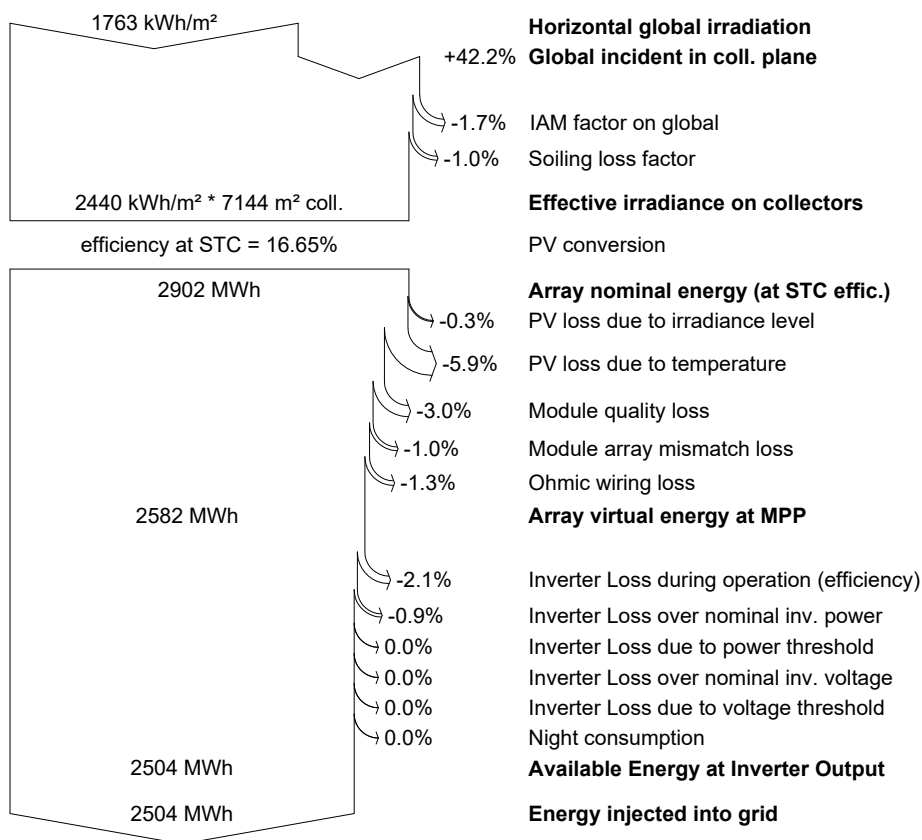 1763 kWh/m² Horizontal global irradiation
+42.2% Global incident in coll. plane
-1.7% IAM factor on global
-1.0% Soiling loss factor
2440 kWh/m² * 7144 m² coll. Effective irradiance on collectors
efficiency at STC = 16.65% PV conversion
2902 MWh Array nominal energy (at STC effic.)
-0.3% PV loss due to irradiance level
-5.9% PV loss due to temperature
-3.0% Module quality loss
-1.0% Module array mismatch loss
-1.3% Ohmic wiring loss
2582 MWh Array virtual energy at MPP
-2.1% Inverter Loss during operation (efficiency)
-0.9% Inverter Loss over nominal inv. power
0.0% Inverter Loss due to power threshold
0.0% Inverter Loss over nominal inv. voltage
0.0% Inverter Loss due to voltage threshold
0.0% Night consumption
2504 MWh Available Energy at Inverter Output
2504 MWh Energy injected into grid